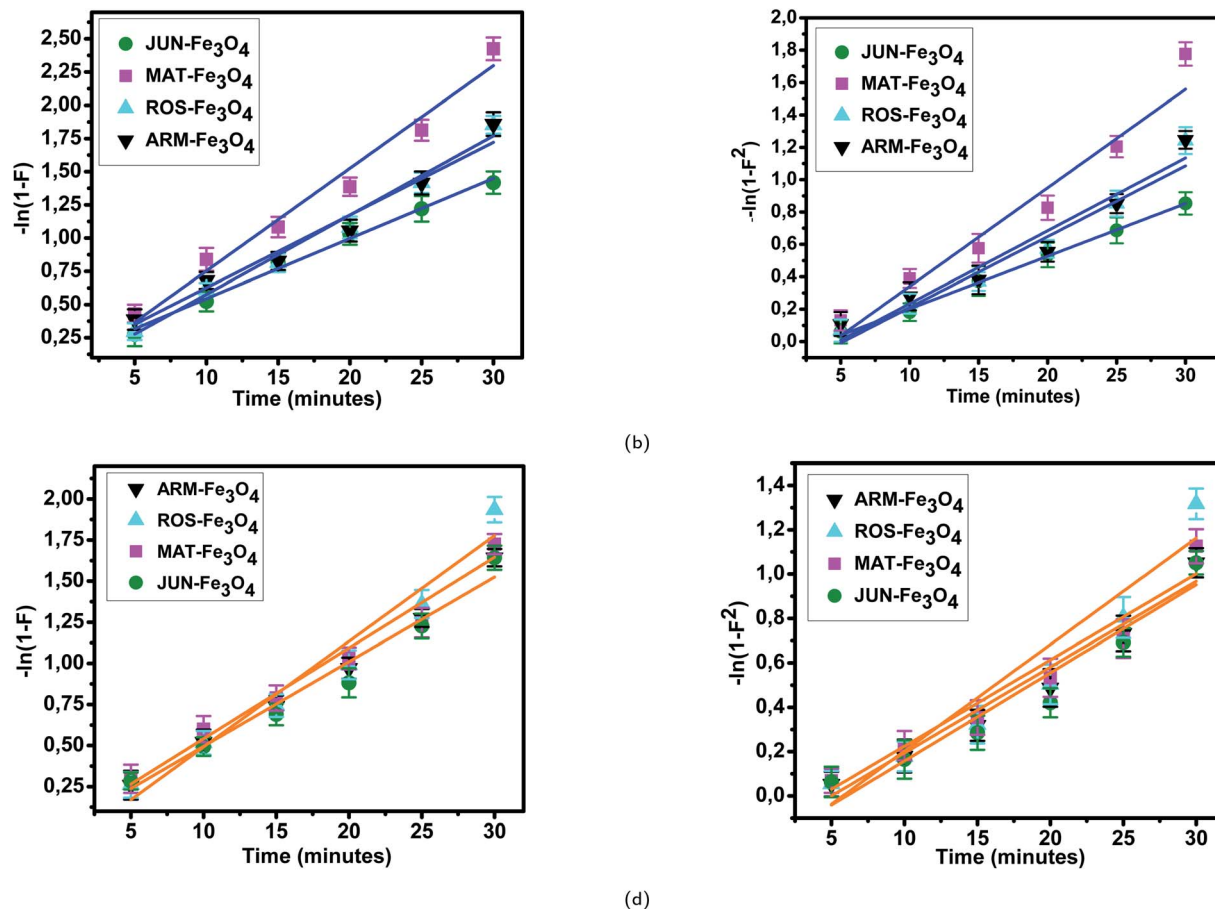 2,50
2,25
2,00
1,75
1,50
1,25
1,00
0,75
0,50
0,25
-ln(1-F)
JUN-Fe3O4
MAT-Fe3O4
ROS-Fe3O4
ARM-Fe3O4
5 10 15 20 25 30
Time (minutes)
2,0
1,8
1,6
1,4
1,2
1,0
0,8
0,6
0,4
0,2
0,0
--ln(1-F2)
JUN-Fe3O4
MAT-Fe3O4
ROS-Fe3O4
ARM-Fe3O4
5 10 15 20 25 30
Time (minutes)
(b)
2,00
1,75
1,50
1,25
1,00
0,75
0,50
0,25
-ln(1-F)
ARM-Fe3O4
ROS-Fe3O4
MAT-Fe3O4
JUN-Fe3O4
5 10 15 20 25 30
Time (minutes)
1,4
1,2
1,0
0,8
0,6
0,4
0,2
0,0
-ln(1-F2)
ARM-Fe3O4
ROS-Fe3O4
MAT-Fe3O4
JUN-Fe3O4
5 10 15 20 25 30
Time (minutes)
(d)